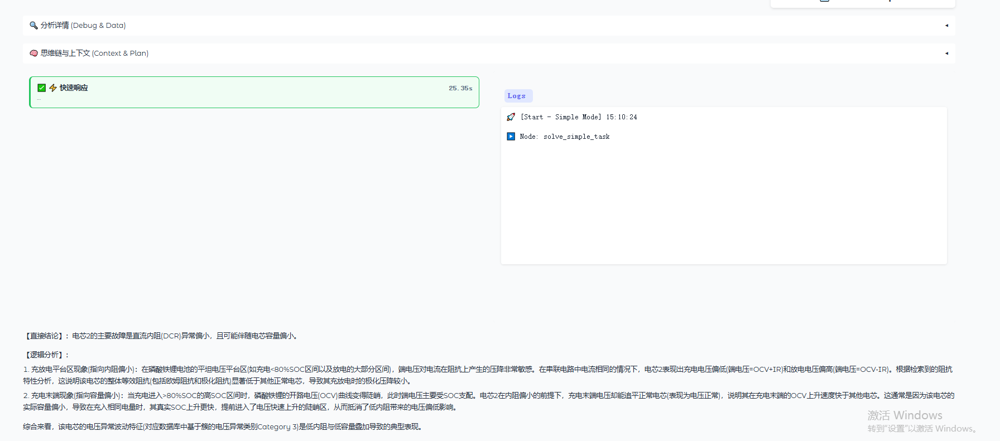 分析详情 (Debug & Data)
思维链与上下文 (Context & Plan)
快速响应 25.35s
...
Logs
[Start - Simple Mode] 15:10:24
Node: solve_simple_task
【直接结论】：电芯2的主要故障是直流内阻(DCR)异常偏小，且可能伴随电芯容量偏小。
【逻辑分析】：
1. 充放电平台区现象(指向内阻偏小)：在磷酸铁锂电池的平坦电压平台区(如充电<80%SOC区间以及放电的大部分区间)，端电压对电流在阻抗上产生的压降非常敏感。在串联电路中电流相同的情况下，电芯2表现出充电电压偏低(端电压=OCV+IR)和放电电压偏高(端电压=OCV-IR)。根据检索到的阻抗
特性分析，这说明该电芯的整体等效阻抗(包括欧姆阻抗和极化阻抗)显著低于其他正常电芯，导致其充放电时的极化压降较小。
2. 充电末端现象(指向容量偏小)：当充电进入>80%SOC的高SOC区间时，磷酸铁锂的开路电压(OCV)曲线变得陡峭，此时端电压主要受SOC支配。电芯2在内阻偏小的前提下，充电末端电压却能追平正常电芯(表现为电压正常)，说明其在充电末端的OCV上升速度快于其他电芯。这通常是因为该电芯的
实际容量偏小，导致在充入相同电量时，其真实SOC上升更快，提前进入了电压快速上升的陡峭区，从而抵消了低内阻带来的电压偏低影响。
综合来看，该电芯的电压异常波动特征(对应数据库中基于簇的电压异常类别Category 3)是低内阻与低容量叠加导致的典型表现。
激活 Windows
转到"设置"以激活 Windows。